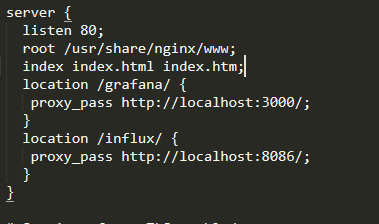 server {
listen 80;
root /usr/share/nginx/www;
index index.html index.htm;
location /grafana/ {
proxy_pass http://localhost:3000/;
}
location /influx/ {
proxy_pass http://localhost:8086/;
}
}